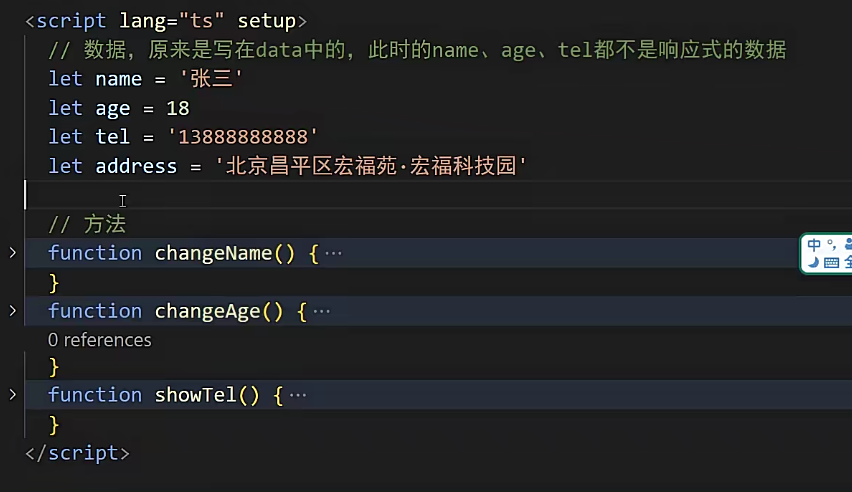 <script lang="ts" setup>
// 数据，原来是写在data中的，此时的name、age、tel都不是响应式的数据
let name = '张三'
let age = 18
let tel = '13888888888'
let address = '北京昌平区宏福苑·宏福科技园'
// 方法
function changeName() {···
}
function changeAge() {···
0 references
}
function showTel() {···
}
</script>
中 °,